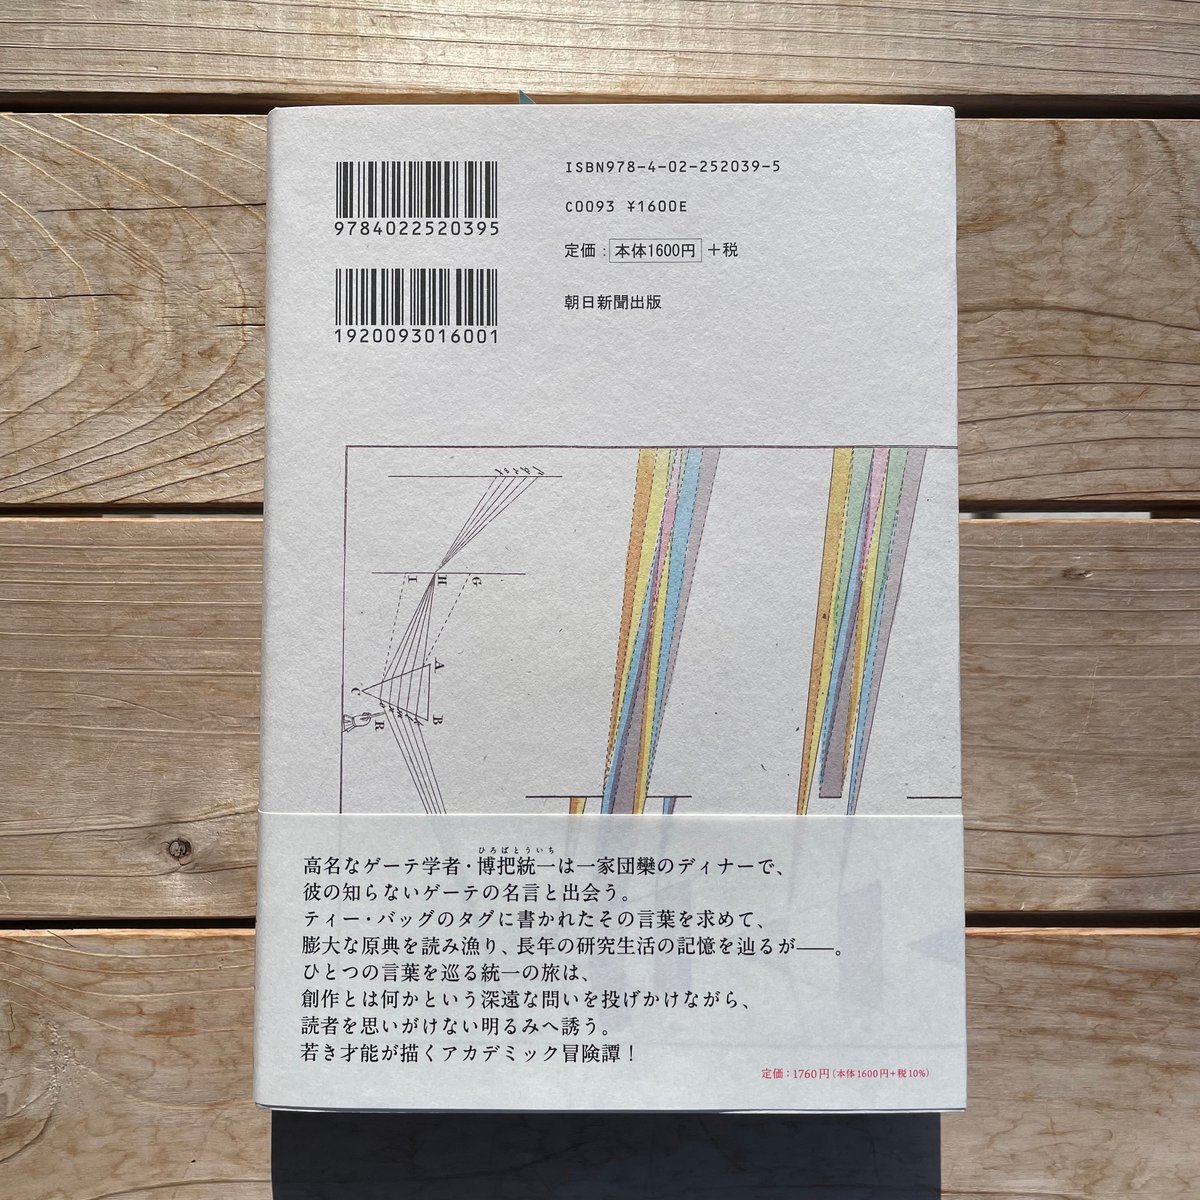 ISBN978-4-02-252039-5
9784022520395
C0093 ¥1600E
定価：本体1600円＋税
1920093016001
朝日新聞出版
I H G
A
C B
R
ひろばとういち
高名なゲーテ学者・博把統一は一家団欒のディナーで、
彼の知らないゲーテの名言と出会う。
ティー・バッグのタグに書かれたその言葉を求めて、
膨大な原典を読み漁り、長年の研究生活の記憶を辿るが──。
ひとつの言葉を巡る統一の旅は、
創作とは何かという深遠な問いを投げかけながら、
読者を思いがけない明るみへ誘う。
若き才能が描くアカデミック冒険譚！
定価：1760円（本体1600円+税10%）